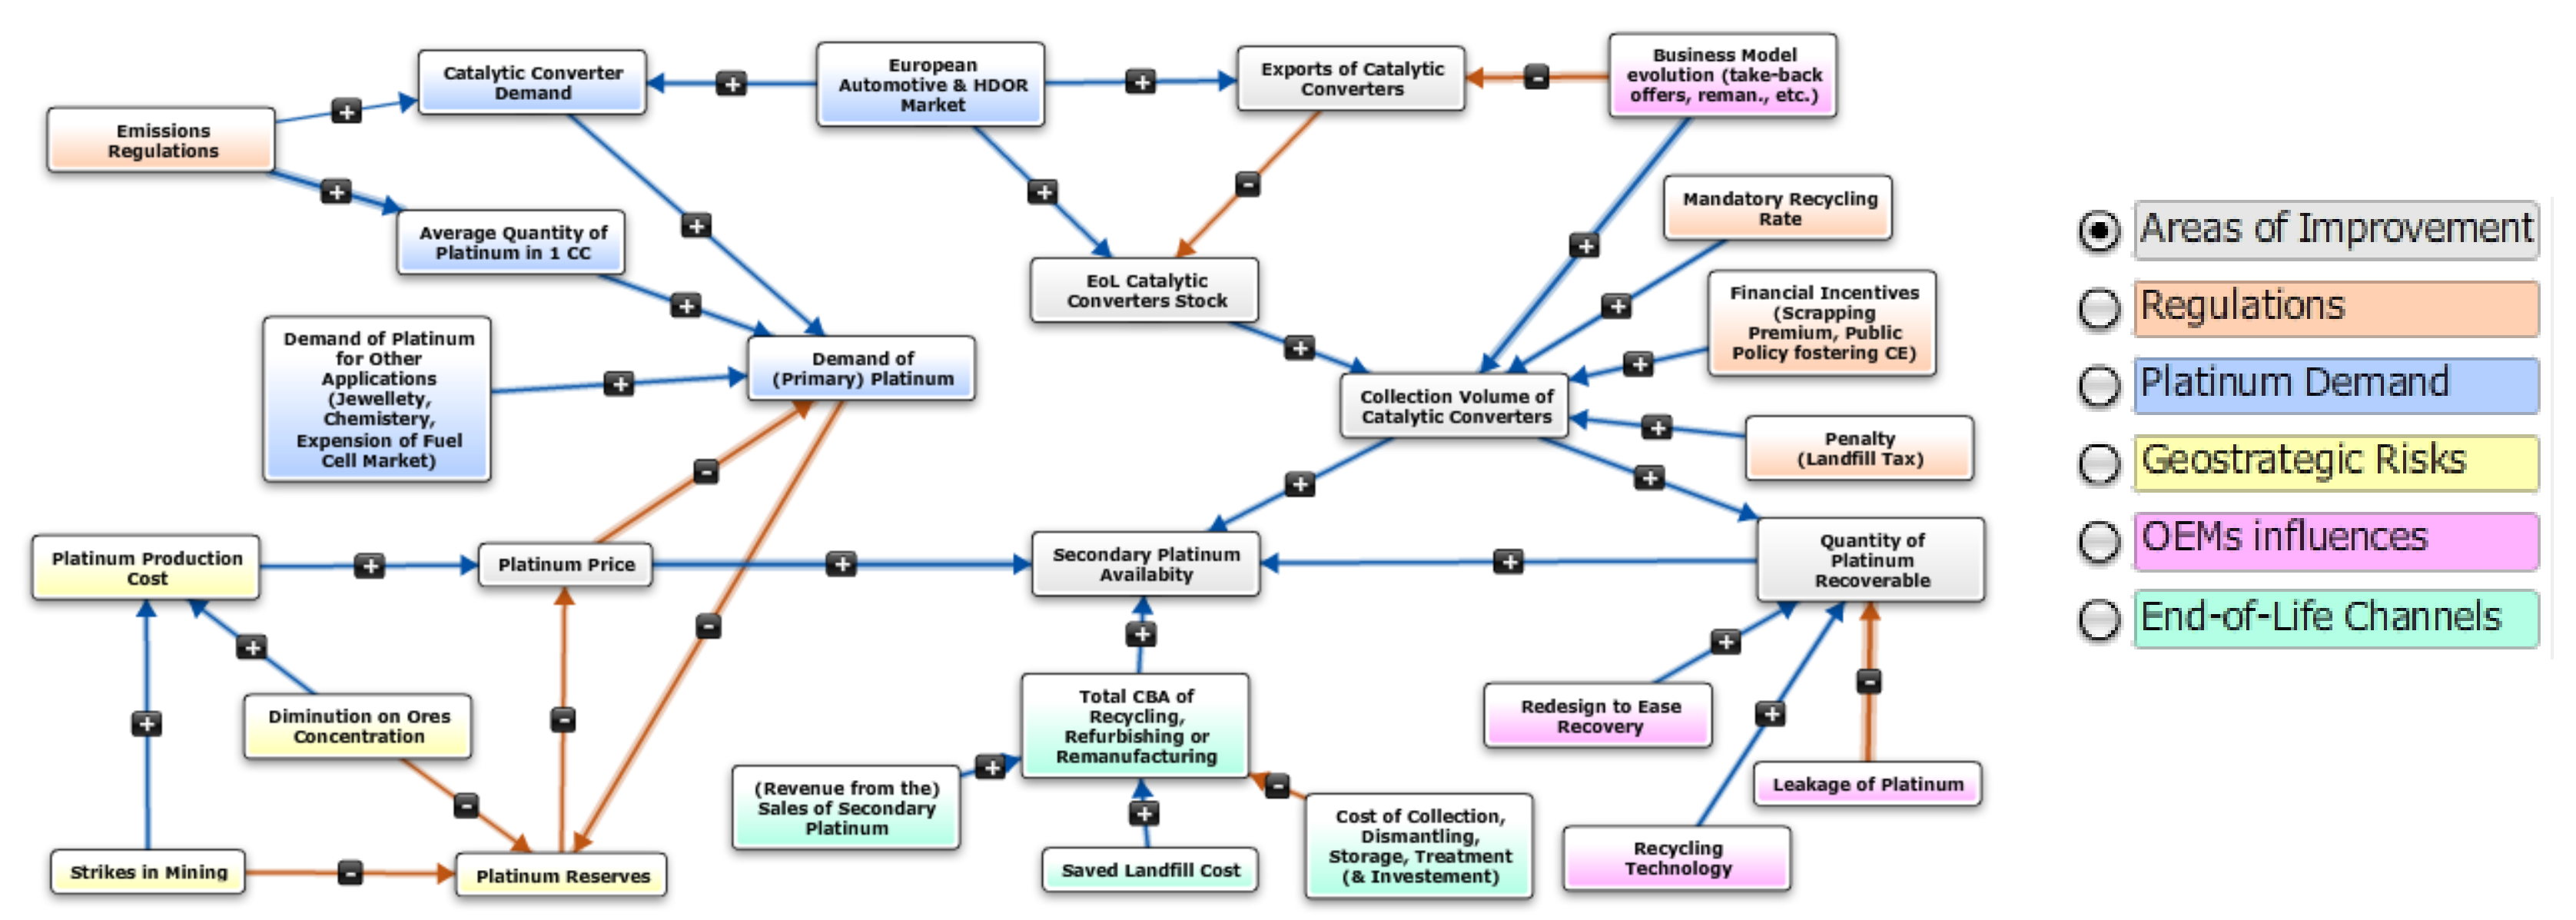 Catalytic Converter
Demand
European
Automotive & HDOR
Market
Exports of Catalytic
Converters
Business Model
evolution (take-back
offers, reman., etc.)
Emissions
Regulations
Average Quantity of
Platinum in 1 CC
Mandatory Recycling
Rate
EoL Catalytic
Converters Stock
Financial Incentives
(Scrapping
Premium, Public
Policy fostering CE)
Demand of Platinum
for Other
Applications
(Jewellety,
Chemistery,
Expension of Fuel
Cell Market)
Demand of
(Primary) Platinum
Collection Volume of
Catalytic Converters
Penalty
(Landfill Tax)
Platinum Production
Cost
Platinum Price
Secondary Platinum
Availabity
Quantity of
Platinum
Recoverable
Diminution on Ores
Concentration
Total CBA of
Recycling,
Refurbishing or
Remanufacturing
Redesign to Ease
Recovery
Leakage of Platinum
(Revenue from the)
Sales of Secondary
Platinum
Saved Landfill Cost
Cost of Collection,
Dismantling,
Storage, Treatment
(& Investement)
Recycling
Technology
Strikes in Mining
Platinum Reserves
Areas of Improvement
Regulations
Platinum Demand
Geostrategic Risks
OEMs influences
End-of-Life Channels